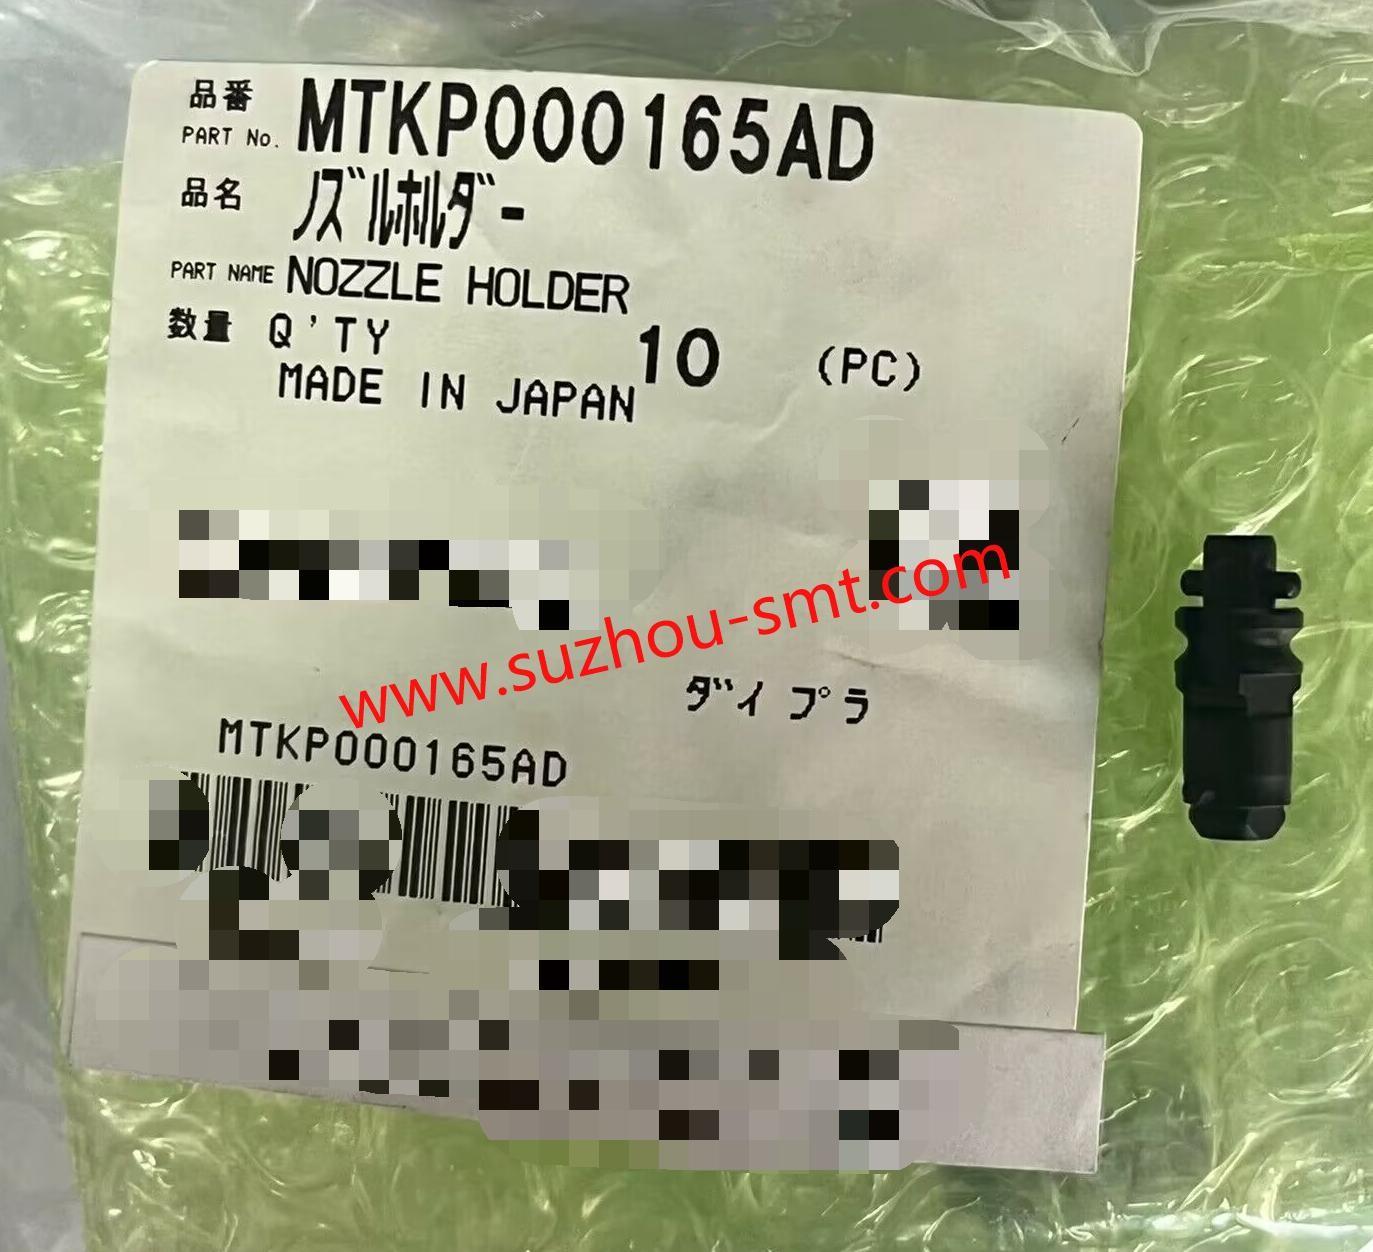 品番
PART No. MTKP000165AD
品名 ﾉｽﾞﾙﾎﾙﾀﾞｰ
PART NAME NOZZLE HOLDER
数量 Q'TY 10 (PC)
MADE IN JAPAN
www.suzhou-smt.com
ﾀﾞｲ ﾌﾟﾗ
MTKP000165AD